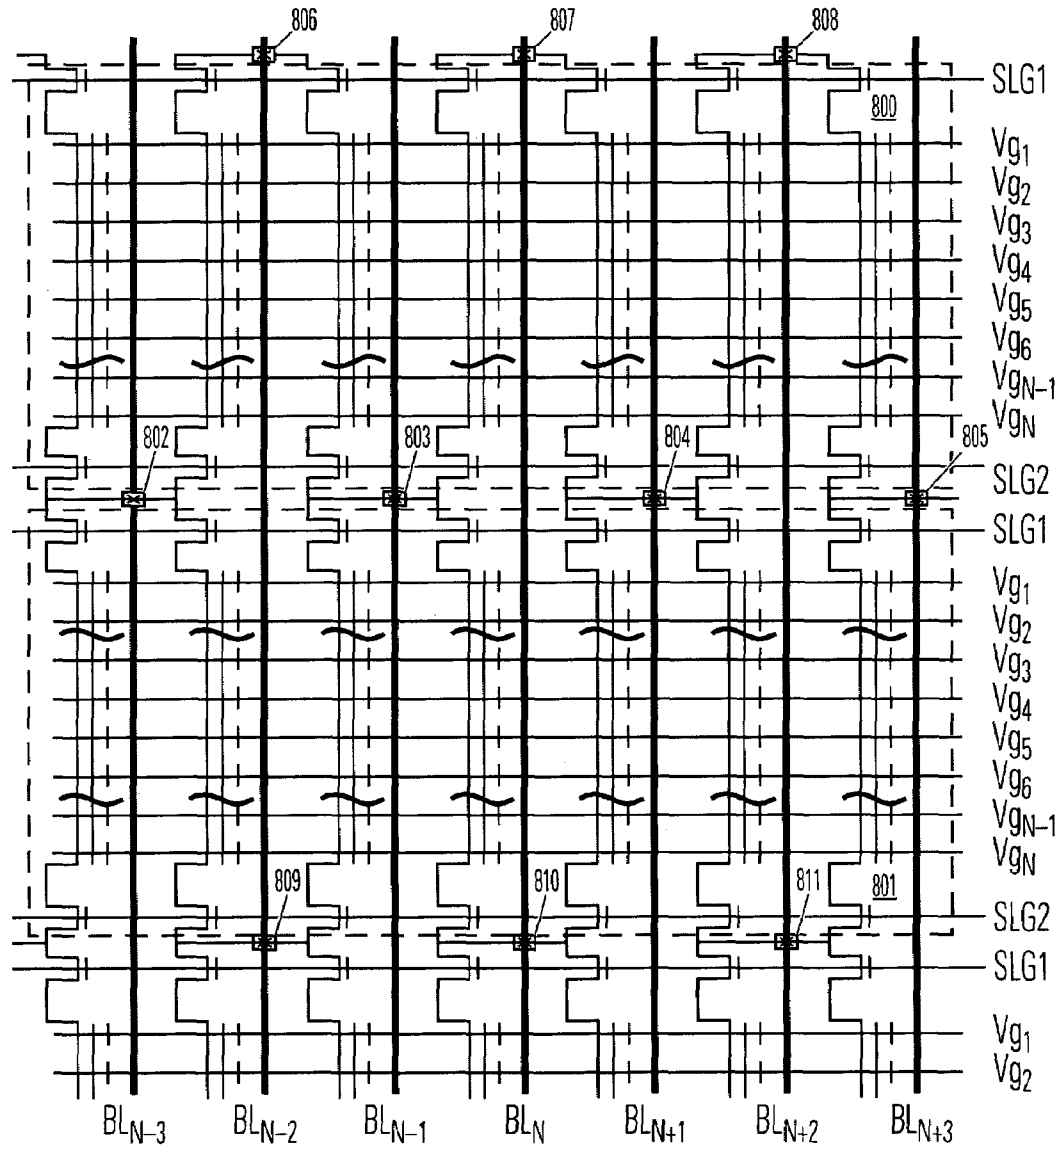 806 807 808
SLG1
800
Vg1
Vg2
Vg3
Vg4
Vg5
Vg6
VgN–1
VgN
802 803 804 805
SLG2
SLG1
Vg1
Vg2
Vg3
Vg4
Vg5
Vg6
VgN–1
VgN
809 810 811 801
SLG2
SLG1
Vg1
Vg2
BLN–3 BLN–2 BLN–1 BLN BLN+1 BLN+2 BLN+3